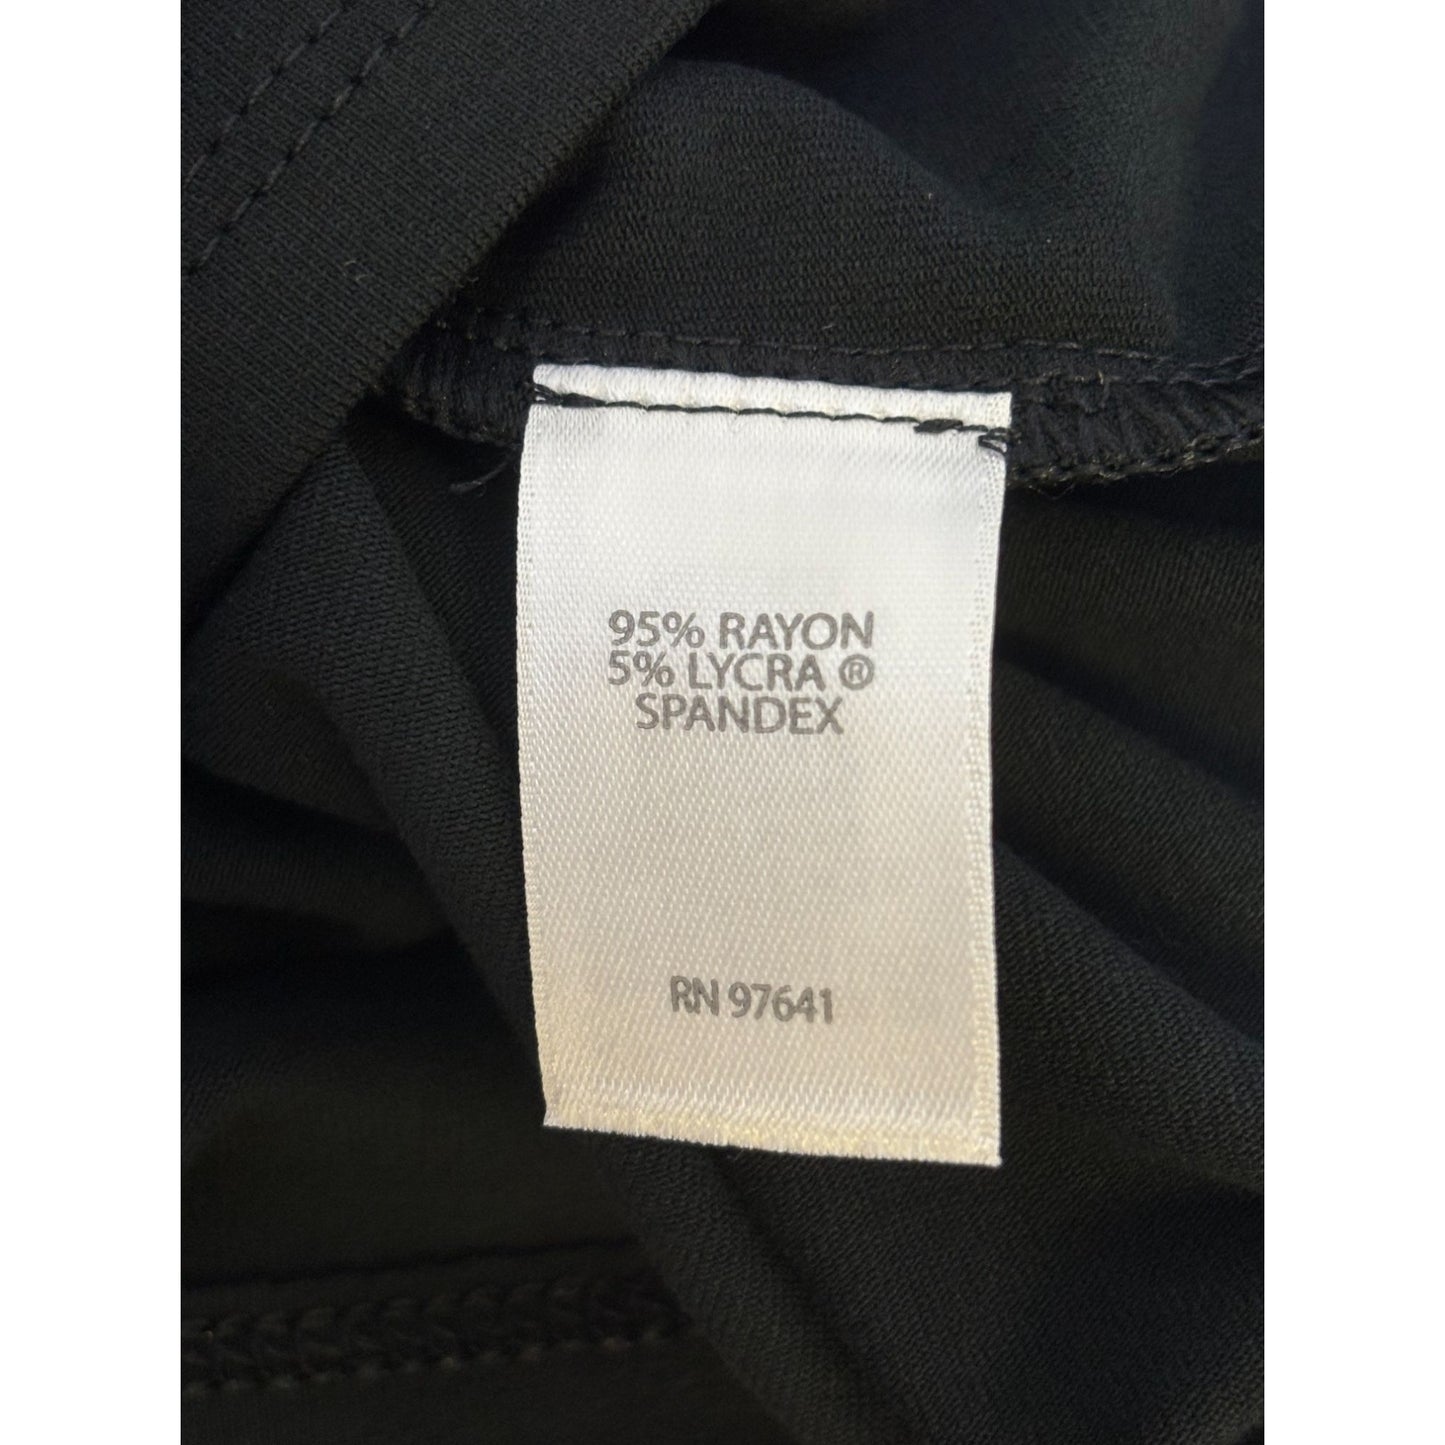 95% RAYON
5% LYCRA ®
SPANDEX
RN 97641